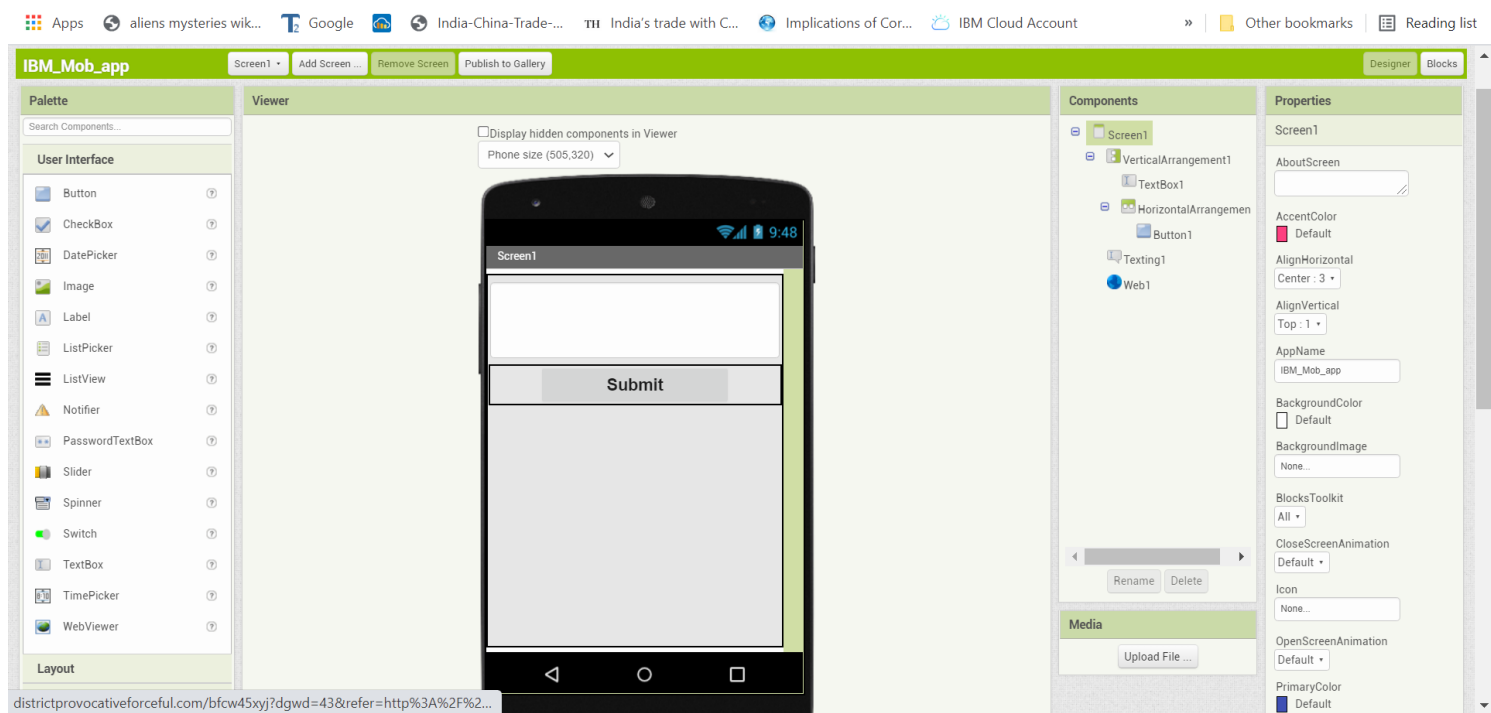 Apps aliens mysteries wik... Google India-China-Trade-... TH India's trade with C... Implications of Cor... IBM Cloud Account » Other bookmarks Reading list
IBM_Mob_app Screen1 Add Screen ... Remove Screen Publish to Gallery Designer Blocks
Palette
Search Components...
User Interface
Button
CheckBox
DatePicker
Image
Label
ListPicker
ListView
Notifier
PasswordTextBox
Slider
Spinner
Switch
TextBox
TimePicker
WebViewer
Layout
Viewer
Display hidden components in Viewer
Phone size (505,320)
9:48
Screen1
Submit
Components
Screen1
VerticalArrangement1
TextBox1
HorizontalArrangemen
Button1
Texting1
Web1
Rename Delete
Media
Upload File ...
Properties
Screen1
AboutScreen
AccentColor
Default
AlignHorizontal
Center : 3
AlignVertical
Top : 1
AppName
IBM_Mob_app
BackgroundColor
Default
BackgroundImage
None...
BlocksToolkit
All
CloseScreenAnimation
Default
Icon
None...
OpenScreenAnimation
Default
PrimaryColor
Default
districtprovocativeforceful.com/bfcw45xyj?dgwd=43&refer=http%3A%2F%2...